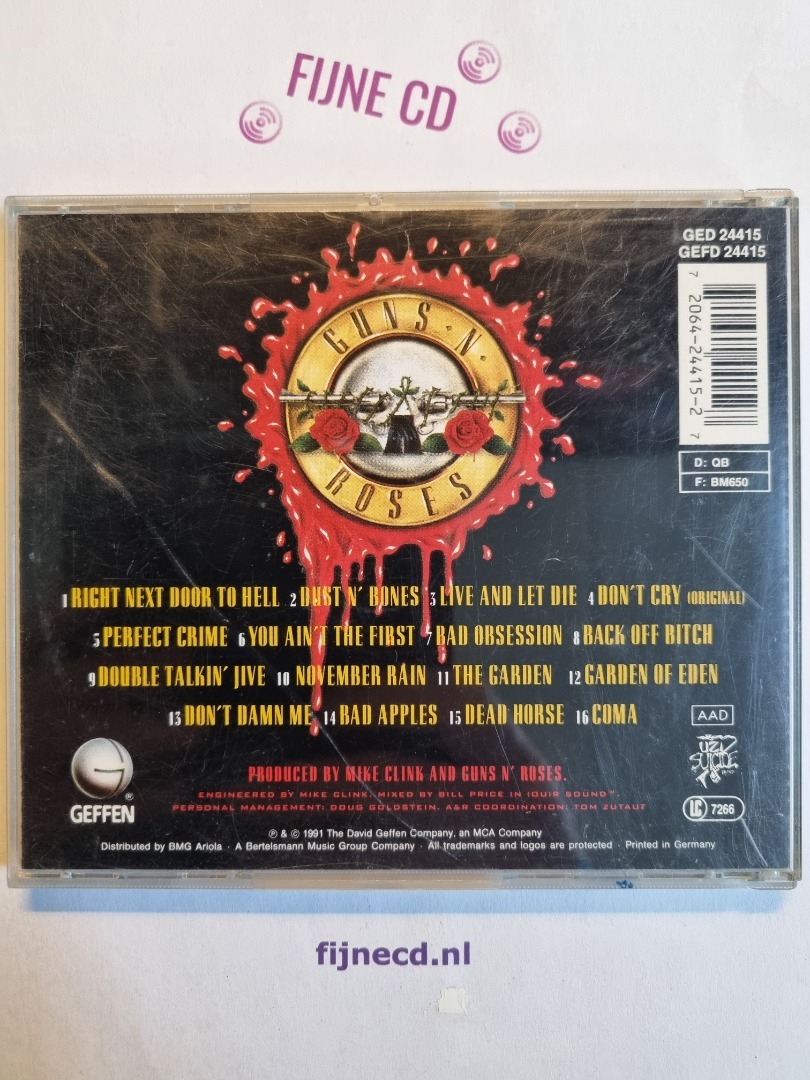 FIJNE CD
GED 24415
GEFD 24415
7 2064-24415-2 7
D: QB
F: BM650
GUNS · N ·
ROSES
1 RIGHT NEXT DOOR TO HELL 2 DUST N' BONES 3 LIVE AND LET DIE 4 DON'T CRY (ORIGINAL)
5 PERFECT CRIME 6 YOU AIN'T THE FIRST 7 BAD OBSESSION 8 BACK OFF BITCH
9 DOUBLE TALKIN' JIVE 10 NOVEMBER RAIN 11 THE GARDEN 12 GARDEN OF EDEN
13 DON'T DAMN ME 14 BAD APPLES 15 DEAD HORSE 16 COMA
AAD
UZI
SUICIDE
PRODUCED BY MIKE CLINK AND GUNS N' ROSES.
ENGINEERED BY MIKE CLINK. MIXED BY BILL PRICE IN (OUIR SOUND™.
PERSONAL MANAGEMENT: DOUG GOLDSTEIN. A&R COORDINATION: TOM ZUTAUT
G
GEFFEN®
LC 7266
℗ & © 1991 The David Geffen Company, an MCA Company
Distributed by BMG Ariola · A Bertelsmann Music Group Company · All trademarks and logos are protected · Printed in Germany
fijnecd.nl